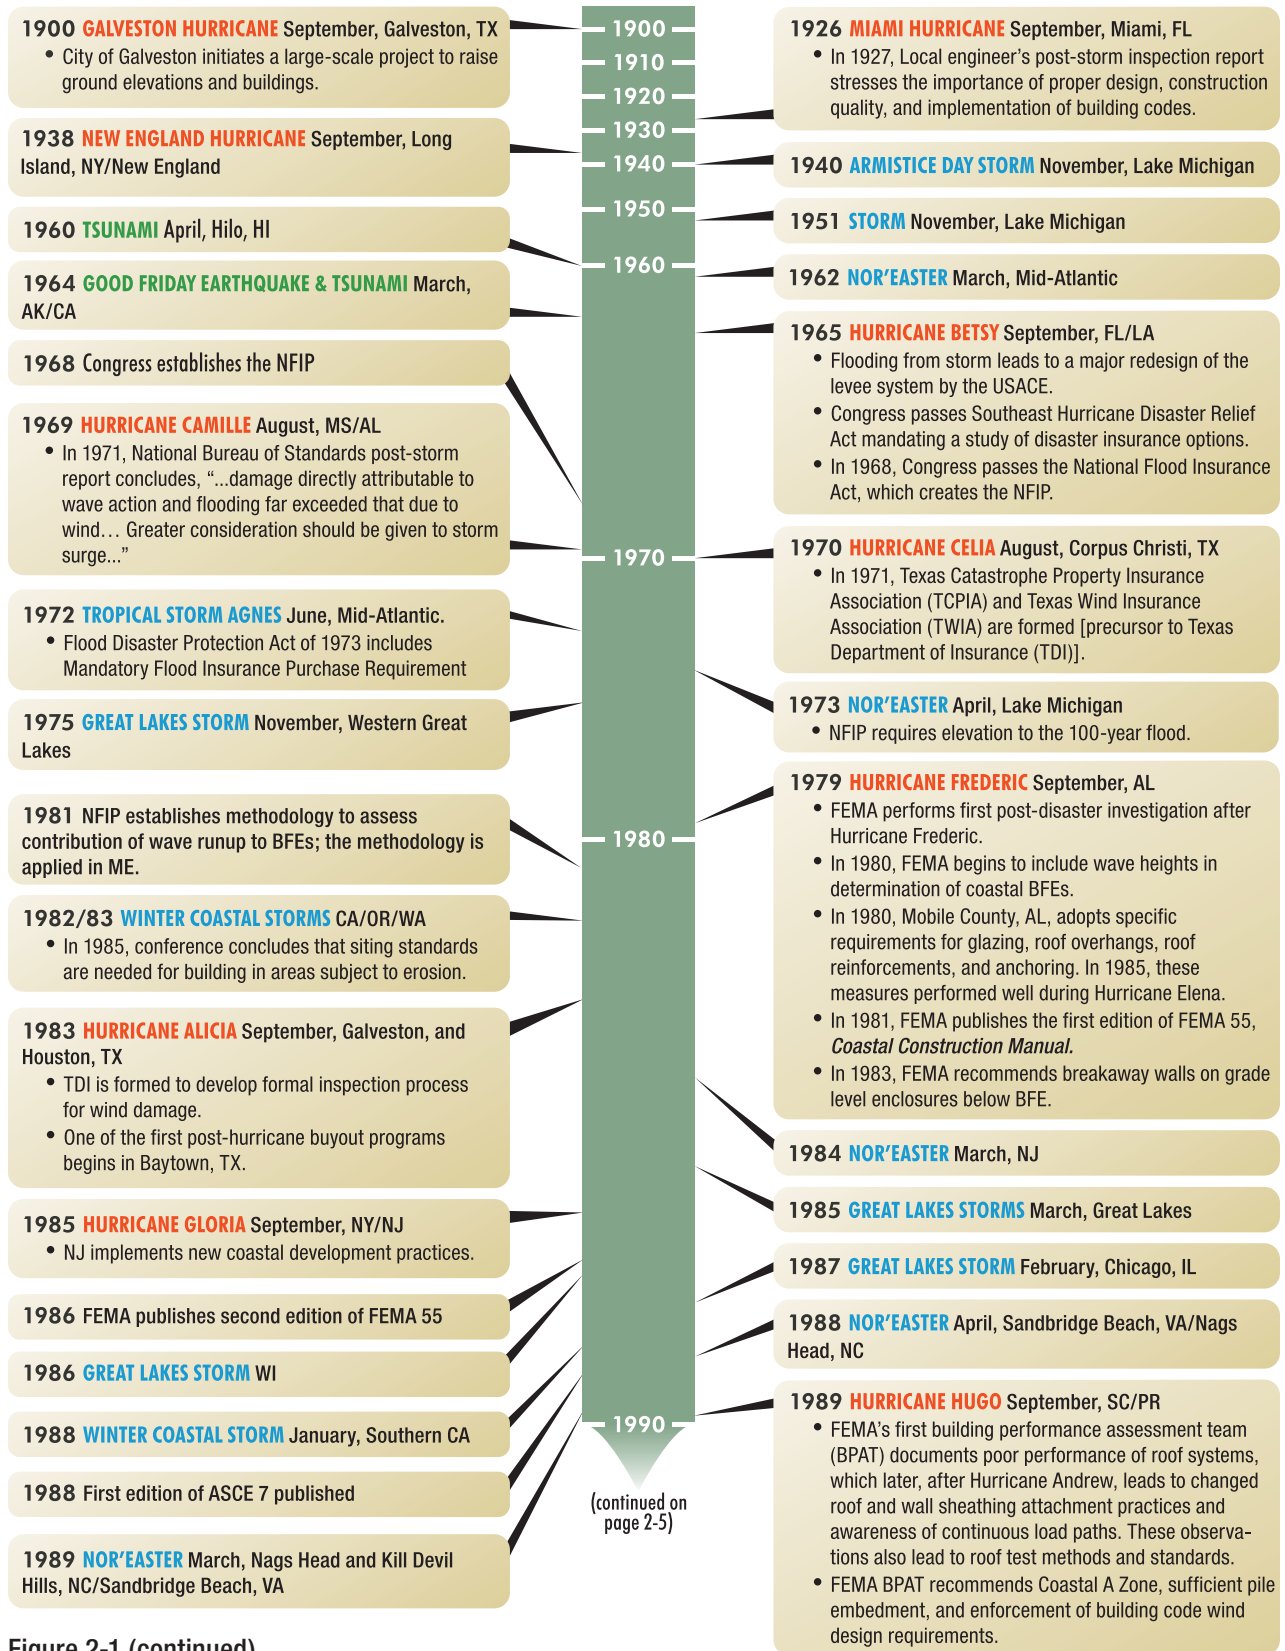 1900 GALVESTON HURRICANE September, Galveston, TX
• City of Galveston initiates a large-scale project to raise
ground elevations and buildings.
1938 NEW ENGLAND HURRICANE September, Long
Island, NY/New England
1960 TSUNAMI April, Hilo, HI
1964 GOOD FRIDAY EARTHQUAKE & TSUNAMI March,
AK/CA
1968 Congress establishes the NFIP
1969 HURRICANE CAMILLE August, MS/AL
• In 1971, National Bureau of Standards post-storm
report concludes, “...damage directly attributable to
wave action and flooding far exceeded that due to
wind… Greater consideration should be given to storm
surge...”
1972 TROPICAL STORM AGNES June, Mid-Atlantic.
• Flood Disaster Protection Act of 1973 includes
Mandatory Flood Insurance Purchase Requirement
1975 GREAT LAKES STORM November, Western Great
Lakes
1981 NFIP establishes methodology to assess
contribution of wave runup to BFEs; the methodology is
applied in ME.
1982/83 WINTER COASTAL STORMS CA/OR/WA
• In 1985, conference concludes that siting standards
are needed for building in areas subject to erosion.
1983 HURRICANE ALICIA September, Galveston, and
Houston, TX
• TDI is formed to develop formal inspection process
for wind damage.
• One of the first post-hurricane buyout programs
begins in Baytown, TX.
1985 HURRICANE GLORIA September, NY/NJ
• NJ implements new coastal development practices.
1986 FEMA publishes second edition of FEMA 55
1986 GREAT LAKES STORM WI
1988 WINTER COASTAL STORM January, Southern CA
1988 First edition of ASCE 7 published
1989 NOR’EASTER March, Nags Head and Kill Devil
Hills, NC/Sandbridge Beach, VA
1900
1910
1920
1930
1940
1950
1960
1970
1980
1990
(continued on
page 2-5)
1926 MIAMI HURRICANE September, Miami, FL
• In 1927, Local engineer’s post-storm inspection report
stresses the importance of proper design, construction
quality, and implementation of building codes.
1940 ARMISTICE DAY STORM November, Lake Michigan
1951 STORM November, Lake Michigan
1962 NOR’EASTER March, Mid-Atlantic
1965 HURRICANE BETSY September, FL/LA
• Flooding from storm leads to a major redesign of the
levee system by the USACE.
• Congress passes Southeast Hurricane Disaster Relief
Act mandating a study of disaster insurance options.
• In 1968, Congress passes the National Flood Insurance
Act, which creates the NFIP.
1970 HURRICANE CELIA August, Corpus Christi, TX
• In 1971, Texas Catastrophe Property Insurance
Association (TCPIA) and Texas Wind Insurance
Association (TWIA) are formed [precursor to Texas
Department of Insurance (TDI)].
1973 NOR’EASTER April, Lake Michigan
• NFIP requires elevation to the 100-year flood.
1979 HURRICANE FREDERIC September, AL
• FEMA performs first post-disaster investigation after
Hurricane Frederic.
• In 1980, FEMA begins to include wave heights in
determination of coastal BFEs.
• In 1980, Mobile County, AL, adopts specific
requirements for glazing, roof overhangs, roof
reinforcements, and anchoring. In 1985, these
measures performed well during Hurricane Elena.
• In 1981, FEMA publishes the first edition of FEMA 55,
Coastal Construction Manual.
• In 1983, FEMA recommends breakaway walls on grade
level enclosures below BFE.
1984 NOR’EASTER March, NJ
1985 GREAT LAKES STORMS March, Great Lakes
1987 GREAT LAKES STORM February, Chicago, IL
1988 NOR’EASTER April, Sandbridge Beach, VA/Nags
Head, NC
1989 HURRICANE HUGO September, SC/PR
• FEMA’s first building performance assessment team
(BPAT) documents poor performance of roof systems,
which later, after Hurricane Andrew, leads to changed
roof and wall sheathing attachment practices and
awareness of continuous load paths. These observa-
tions also lead to roof test methods and standards.
• FEMA BPAT recommends Coastal A Zone, sufficient pile
embedment, and enforcement of building code wind
design requirements.
Figure 2-1 (continued)